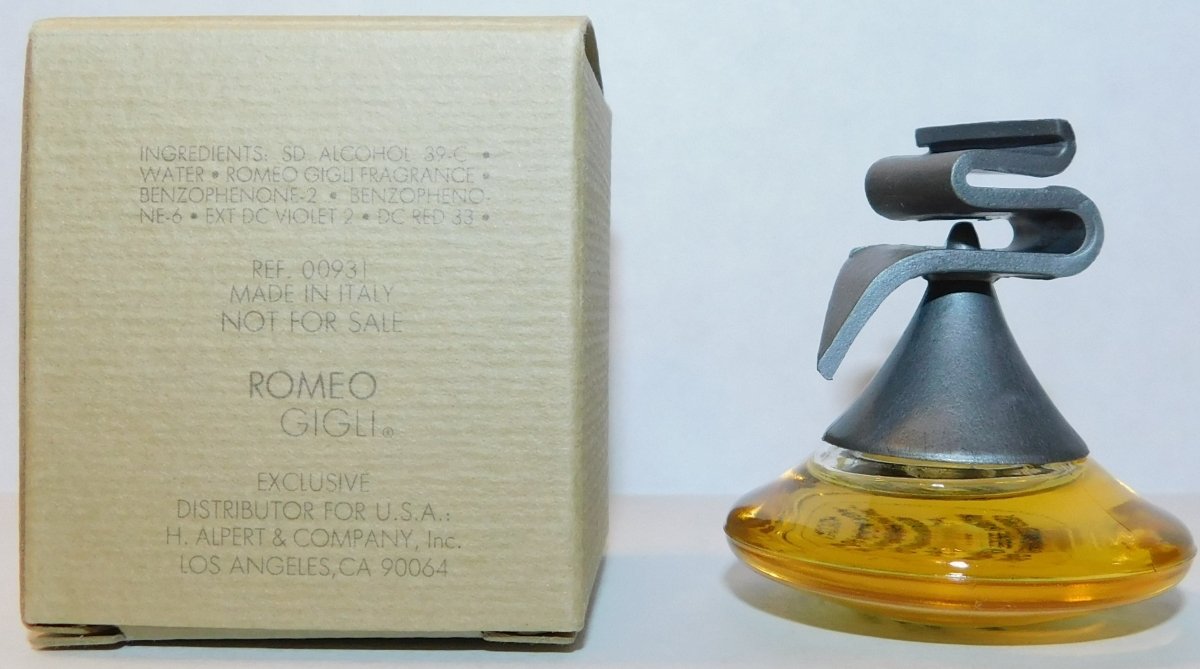 INGREDIENTS: SD ALCOHOL 39-C •
WATER • ROMEO GIGLI FRAGRANCE •
BENZOPHENONE-2 • BENZOPHENO-
NE-6 • EXT DC VIOLET 2 • DC RED 33 •
REF. 00931
MADE IN ITALY
NOT FOR SALE
ROMEO
GIGLI®
EXCLUSIVE
DISTRIBUTOR FOR U.S.A.:
H. ALPERT & COMPANY, Inc.
LOS ANGELES,CA 90064